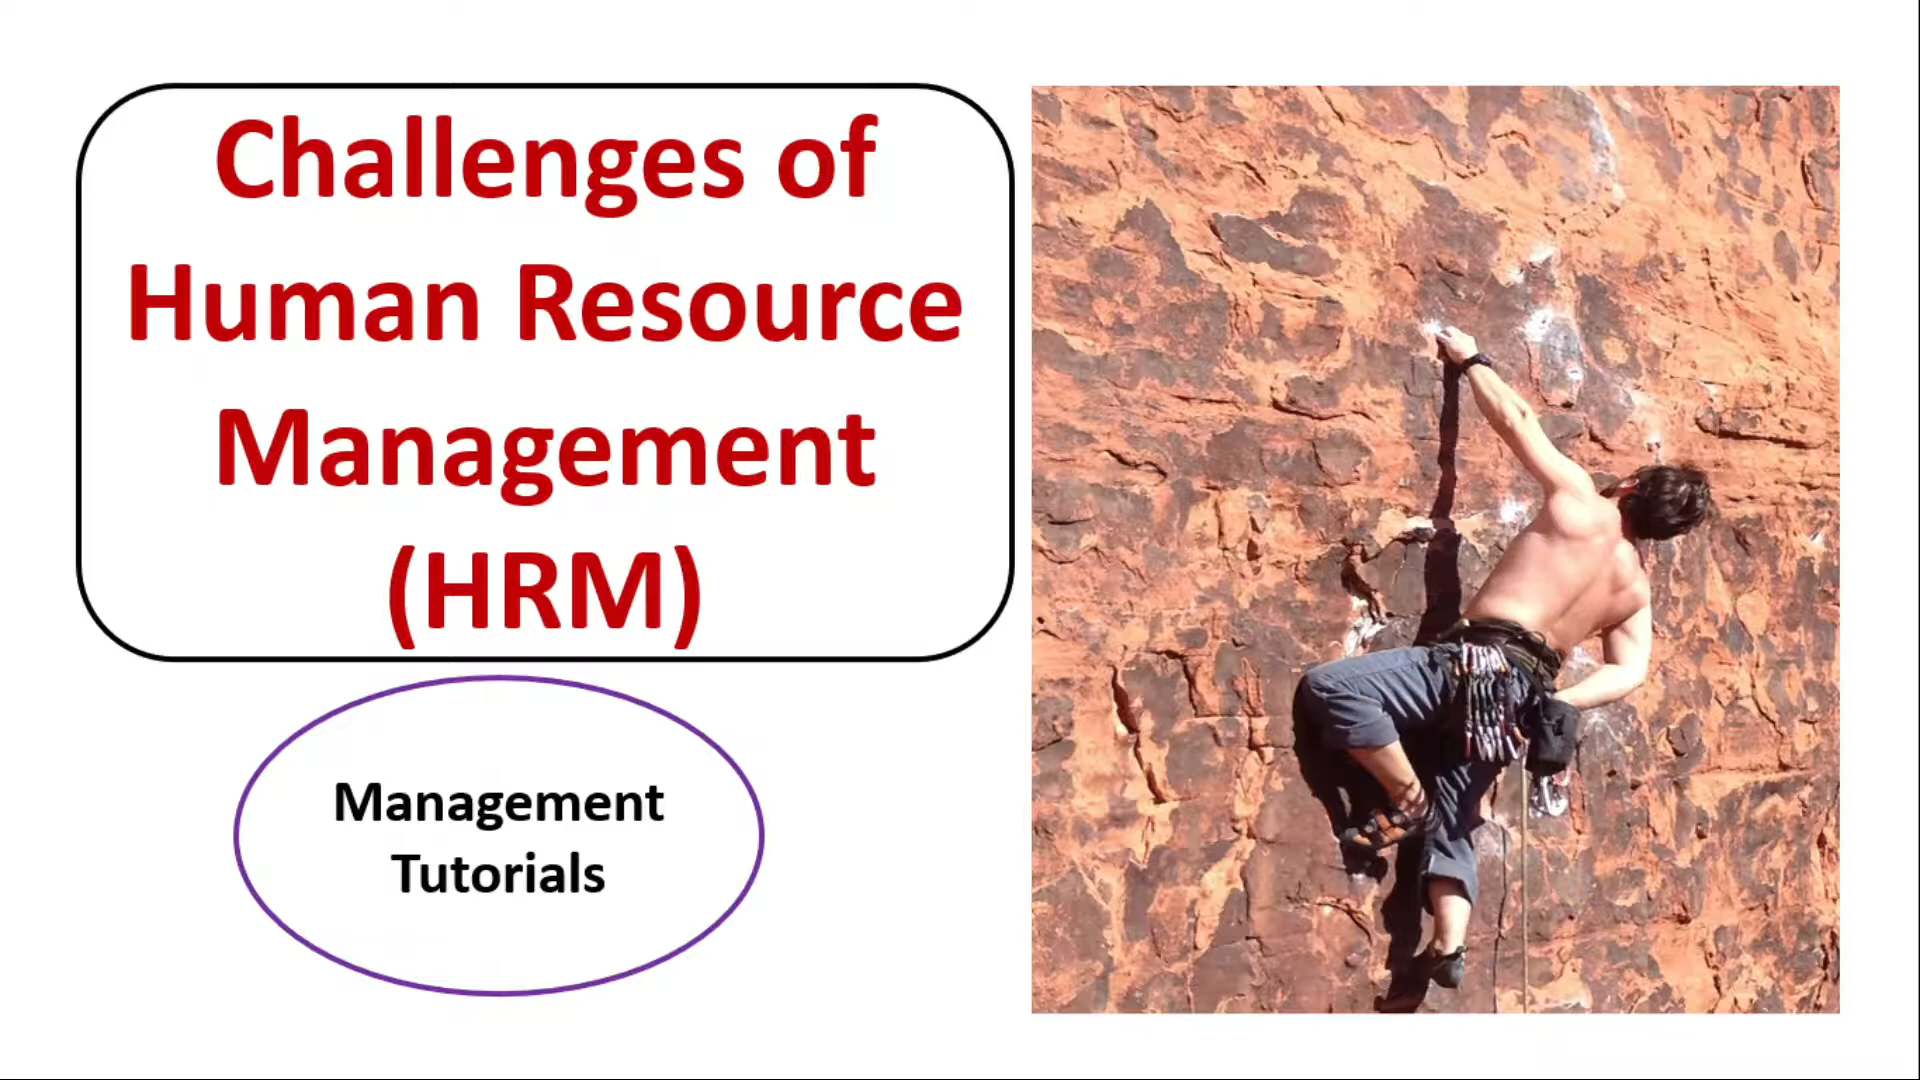 Challenges of
Human Resource
Management
(HRM)
Management
Tutorials